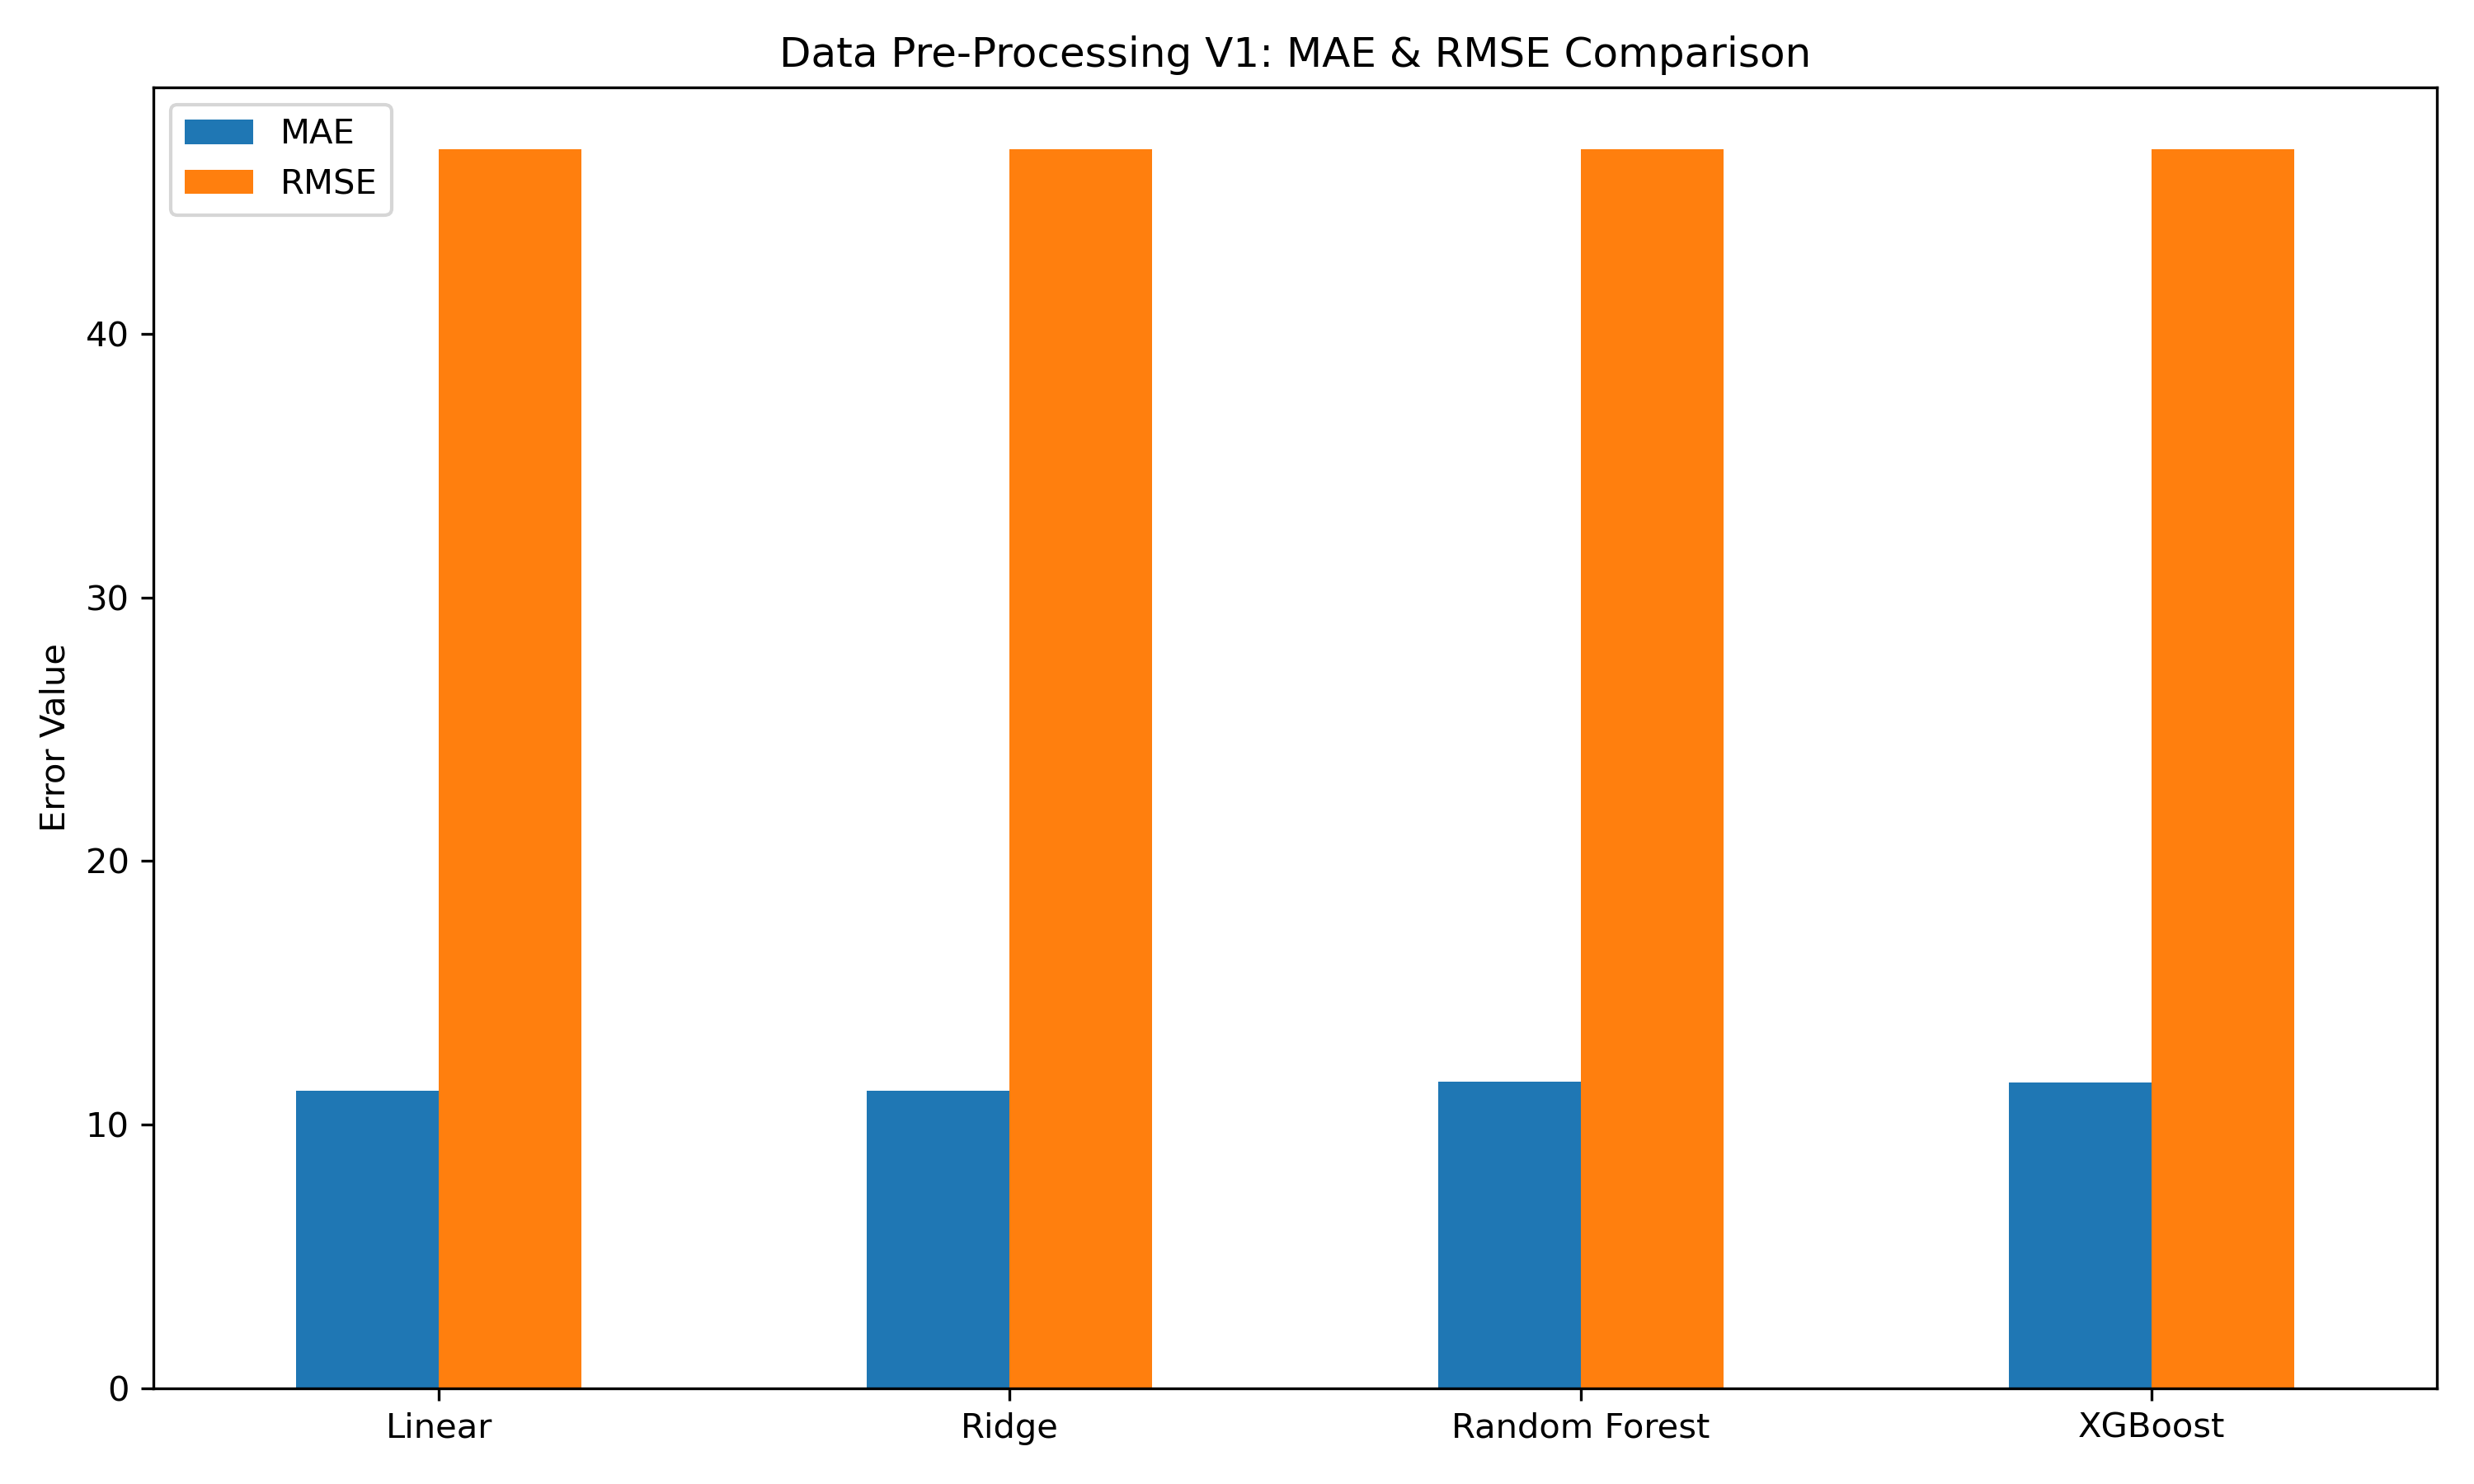 Data Pre-Processing V1: MAE & RMSE Comparison
MAE
RMSE
Error Value
40
30
20
10
0
Linear
Ridge
Random Forest
XGBoost